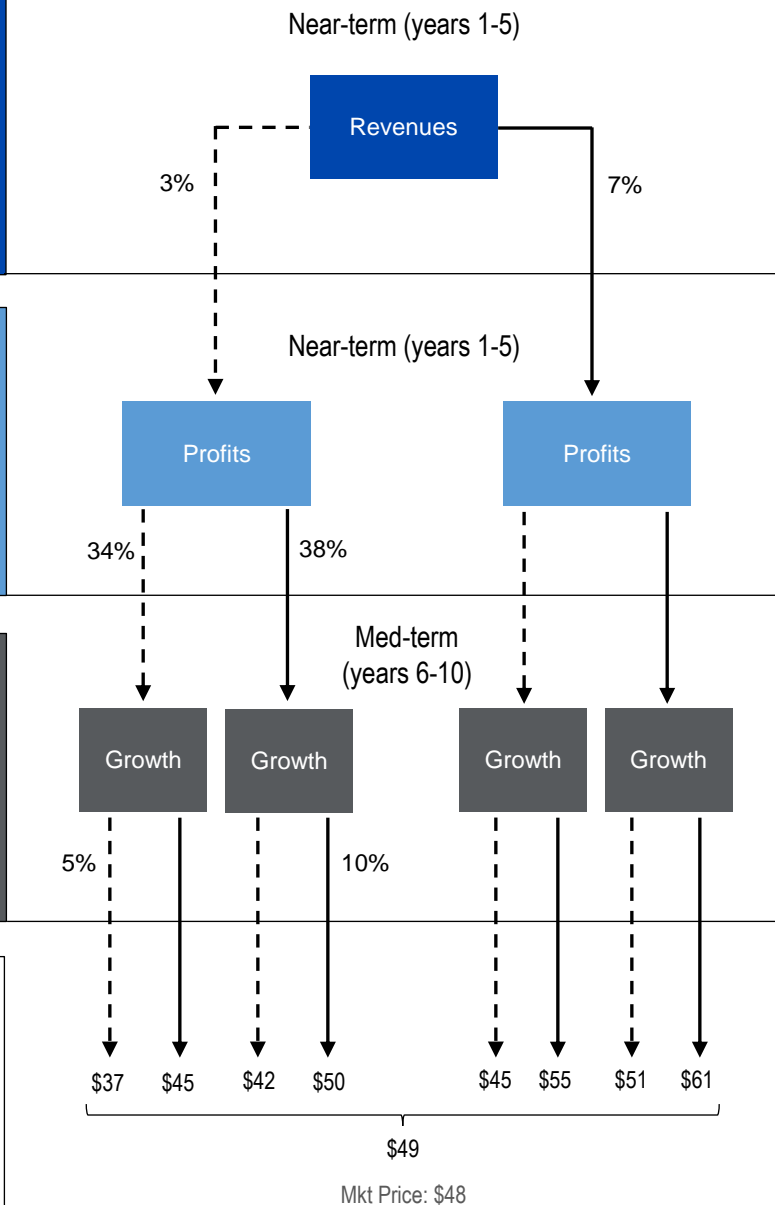 Near-term (years 1-5)
Revenues
3%
7%
Near-term (years 1-5)
Profits
Profits
34%
38%
Med-term
(years 6-10)
Growth
Growth
Growth
Growth
5%
10%
$37
$45
$42
$50
$45
$55
$51
$61
$49
Mkt Price: $48